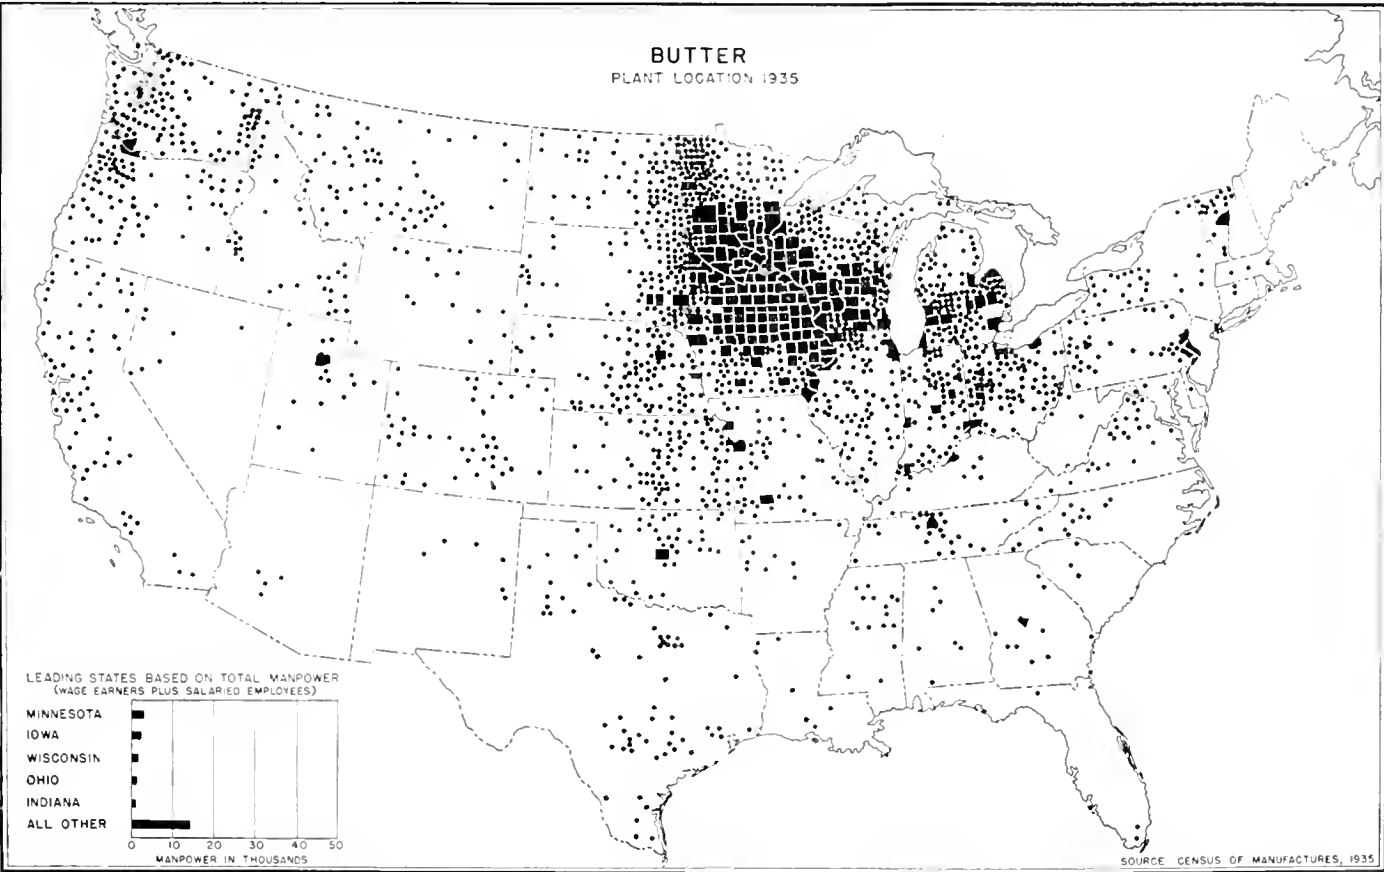 BUTTER
PLANT LOCATION 1935
LEADING STATES BASED ON TOTAL MANPOWER
(WAGE EARNERS PLUS SALARIED EMPLOYEES)
MINNESOTA
IOWA
WISCONSIN
OHIO
INDIANA
ALL OTHER
0 10 20 30 40 50
MANPOWER IN THOUSANDS
SOURCE CENSUS OF MANUFACTURES, 1935